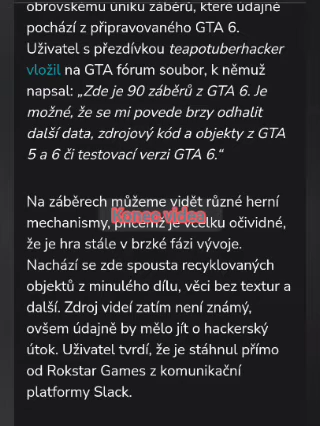 obrovskému úniku záběrů, které údajně
pochází z připravovaného GTA 6.
Uživatel s přezdívkou teapotuberhacker
vložil na GTA fórum soubor, k němuž
napsal: „Zde je 90 záběrů z GTA 6. Je
možné, že se mi povede brzy odhalit
další data, zdrojový kód a objekty z GTA
5 a 6 či testovací verzi GTA 6.“
Na záběrech můžeme vidět různé herní
Konec videa
mechanismy, přičemž je vcelku očividné,
že je hra stále v brzké fázi vývoje.
Nachází se zde spousta recyklovaných
objektů z minulého dílu, věci bez textur a
další. Zdroj videí zatím není známý,
ovšem údajně by mělo jít o hackerský
útok. Uživatel tvrdí, že je stáhnul přímo
od Rokstar Games z komunikační
platformy Slack.